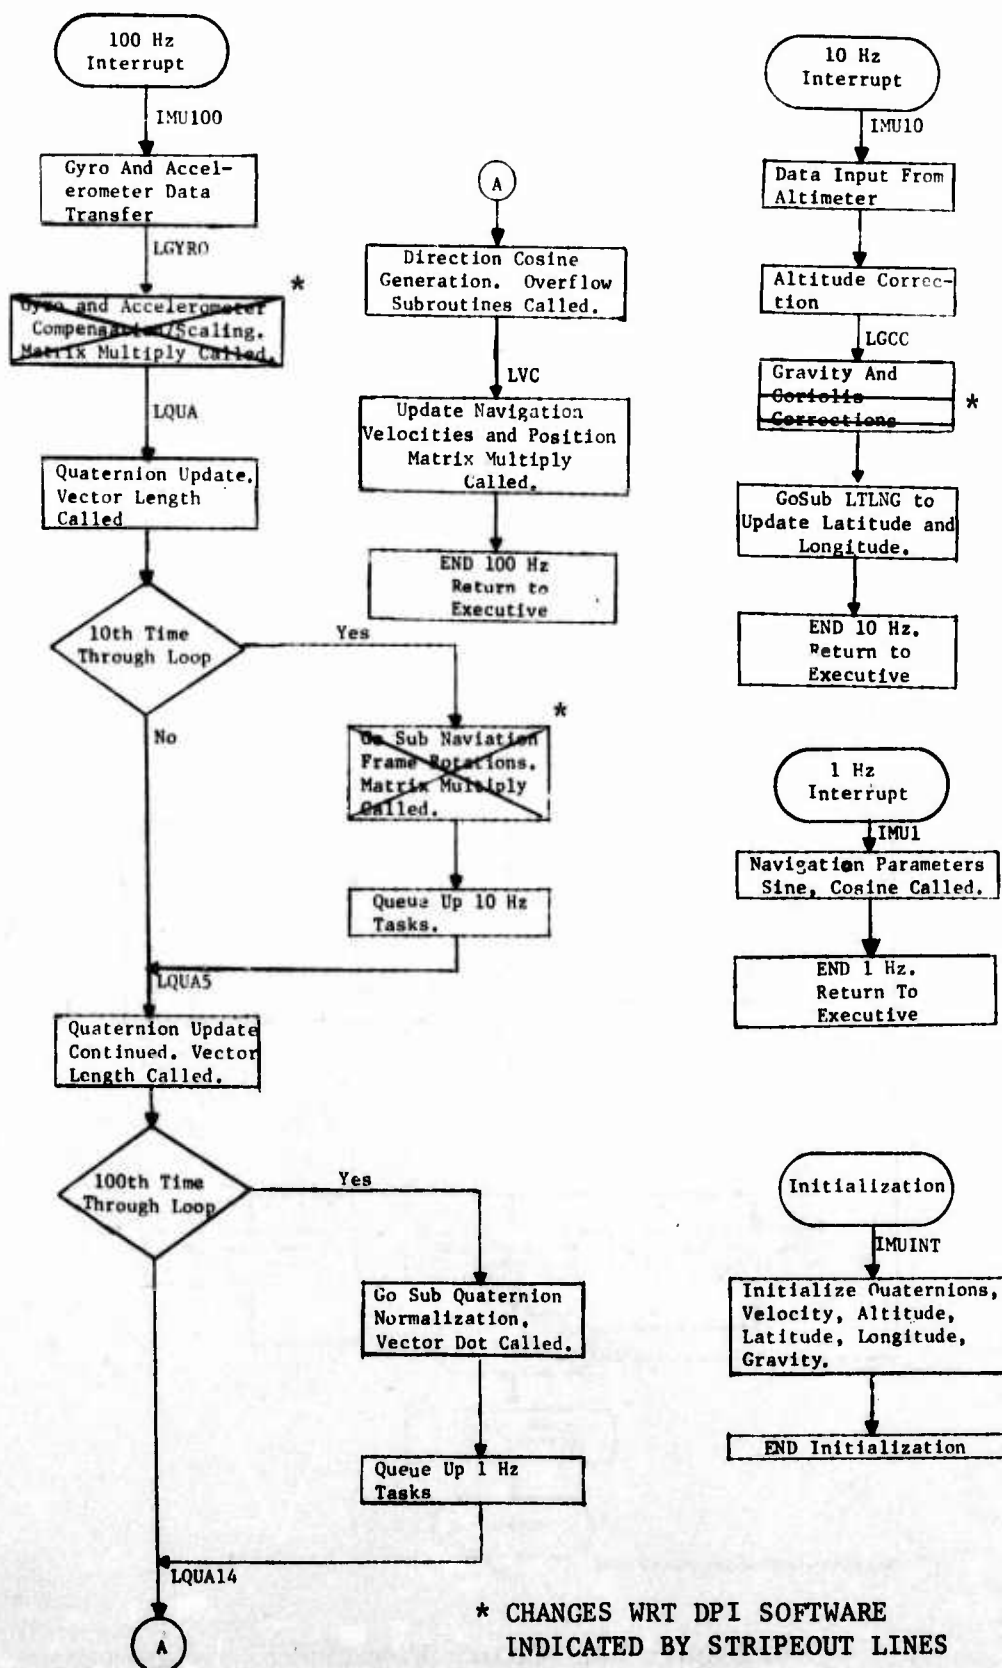 100 Hz
Interrupt
IMU100
Gyro And Accel-
erometer Data
Transfer
LGYRO
*
Gyro and Accelerometer
Compensation/Scaling.
Matrix Multiply Called.
LQUA
Quaternion Update.
Vector Length
Called
10th Time
Through Loop
Yes
No
*
Go Sub Naviation
Frame Rotations.
Matrix Multiply
Called.
Queue Up 10 Hz
Tasks.
LQUA5
Quaternion Update
Continued. Vector
Length Called.
100th Time
Through Loop
Yes
Go Sub Quaternion
Normalization.
Vector Dot Called.
Queue Up 1 Hz
Tasks
LQUA14
A
A
Direction Cosine
Generation. Overflow
Subroutines Called.
LVC
Update Navigation
Velocities and Position
Matrix Multiply
Called.
END 100 Hz
Return to
Executive
10 Hz
Interrupt
IMU10
Data Input From
Altimeter
Altitude Correc-
tion
LGCC
Gravity And
Coriolis
Corrections
*
GoSub LTLNG to
Update Latitude and
Longitude.
END 10 Hz.
Return to
Executive
1 Hz
Interrupt
IMU1
Navigation Parameters
Sine, Cosine Called.
END 1 Hz.
Return To
Executive
Initialization
IMUINT
Initialize Quaternions,
Velocity, Altitude,
Latitude, Longitude,
Gravity.
END Initialization
* CHANGES WRT DPI SOFTWARE
INDICATED BY STRIPEOUT LINES